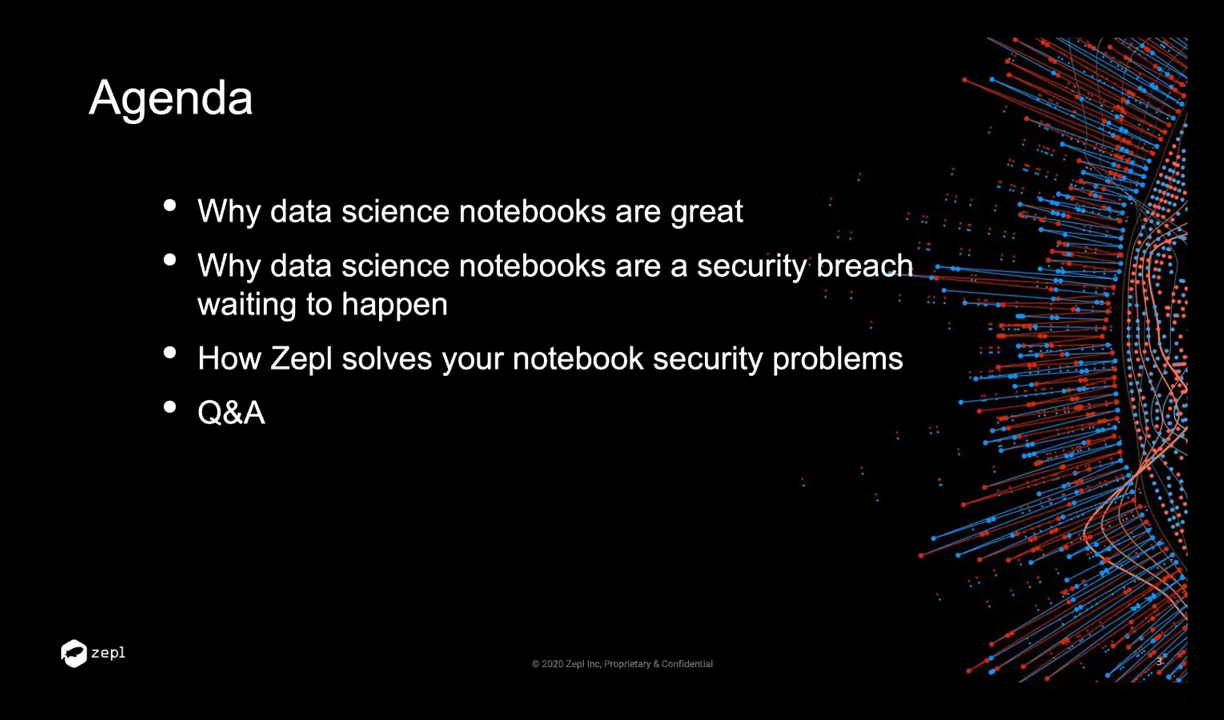 Agenda
• Why data science notebooks are great
• Why data science notebooks are a security breach
waiting to happen
• How Zepl solves your notebook security problems
• Q&A
zepl
© 2020 Zepl Inc, Proprietary & Confidential
3